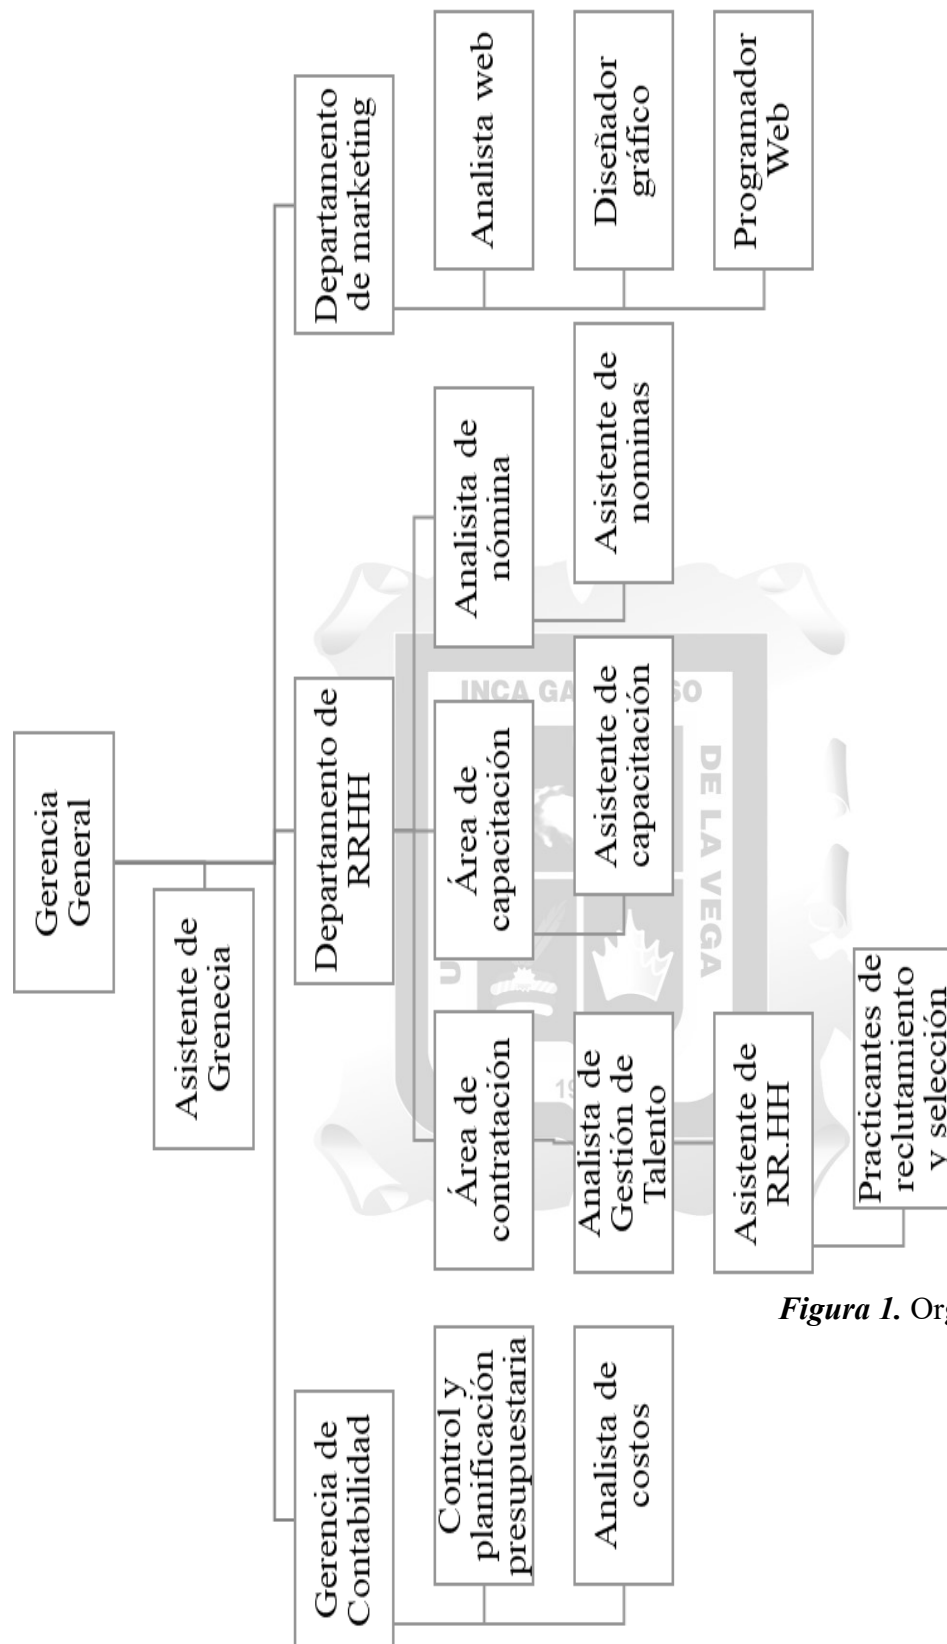 Gerencia
General
Asistente de
Grenecia
Gerencia de
Contabilidad
Control y
planificación
presupuestaria
Analista de
costos
Departamento de
RRHH
Área de
contratación
Analista de
Gestión de
Talento
Asistente de
RR.HH
Practicantes de
reclutamiento
y selección
Área de
capacitación
Asistente de
capacitación
Analisita de
nómina
Asistente de
nominas
Departamento
de marketing
Analista web
Diseñador
gráfico
Programador
Web
INCA GA SO
DE LA VEGA
U
19
Figura 1. Org